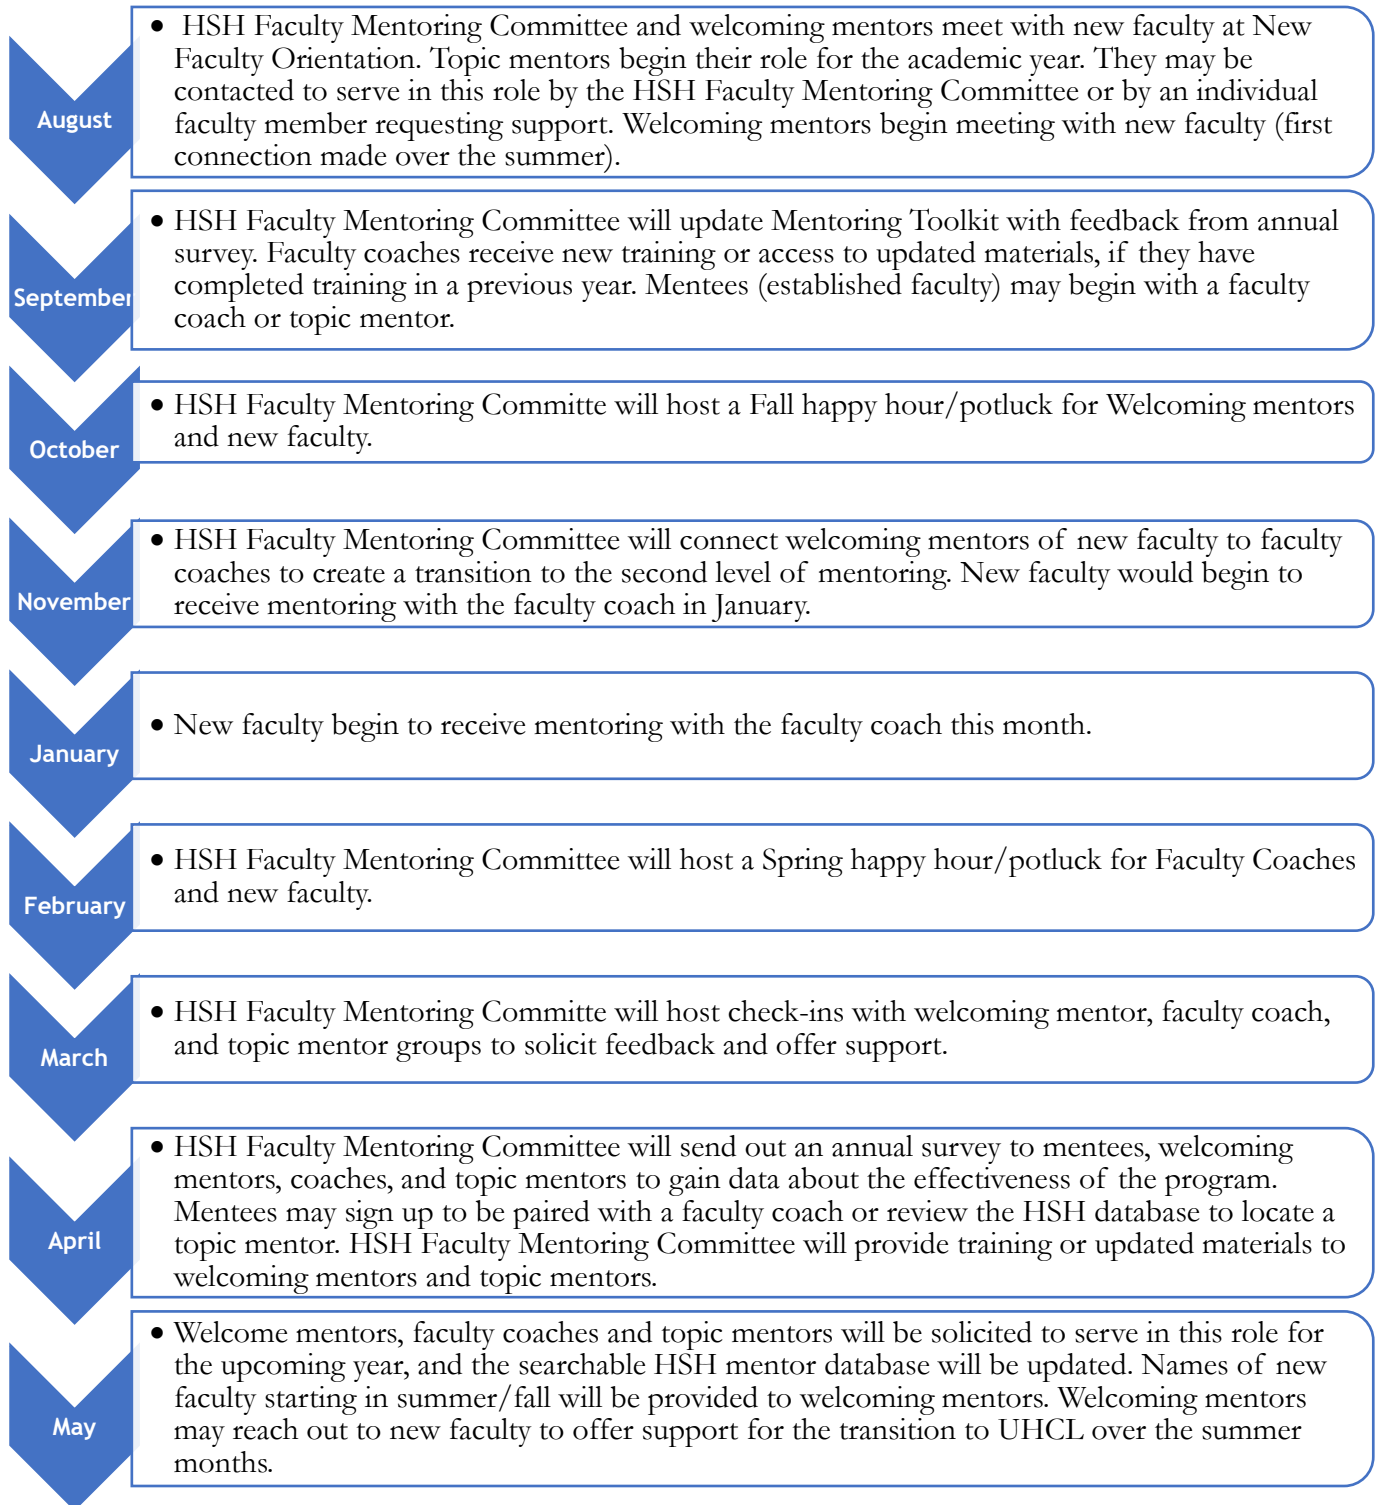 August
• HSH Faculty Mentoring Committee and welcoming mentors meet with new faculty at New
Faculty Orientation. Topic mentors begin their role for the academic year. They may be
contacted to serve in this role by the HSH Faculty Mentoring Committee or by an individual
faculty member requesting support. Welcoming mentors begin meeting with new faculty (first
connection made over the summer).
September
• HSH Faculty Mentoring Committee will update Mentoring Toolkit with feedback from annual
survey. Faculty coaches receive new training or access to updated materials, if they have
completed training in a previous year. Mentees (established faculty) may begin with a faculty
coach or topic mentor.
October
• HSH Faculty Mentoring Committe will host a Fall happy hour/potluck for Welcoming mentors
and new faculty.
November
• HSH Faculty Mentoring Committee will connect welcoming mentors of new faculty to faculty
coaches to create a transition to the second level of mentoring. New faculty would begin to
receive mentoring with the faculty coach in January.
January
• New faculty begin to receive mentoring with the faculty coach this month.
February
• HSH Faculty Mentoring Committee will host a Spring happy hour/potluck for Faculty Coaches
and new faculty.
March
• HSH Faculty Mentoring Committe will host check-ins with welcoming mentor, faculty coach,
and topic mentor groups to solicit feedback and offer support.
April
• HSH Faculty Mentoring Committee will send out an annual survey to mentees, welcoming
mentors, coaches, and topic mentors to gain data about the effectiveness of the program.
Mentees may sign up to be paired with a faculty coach or review the HSH database to locate a
topic mentor. HSH Faculty Mentoring Committee will provide training or updated materials to
welcoming mentors and topic mentors.
May
• Welcome mentors, faculty coaches and topic mentors will be solicited to serve in this role for
the upcoming year, and the searchable HSH mentor database will be updated. Names of new
faculty starting in summer/fall will be provided to welcoming mentors. Welcoming mentors
may reach out to new faculty to offer support for the transition to UHCL over the summer
months.